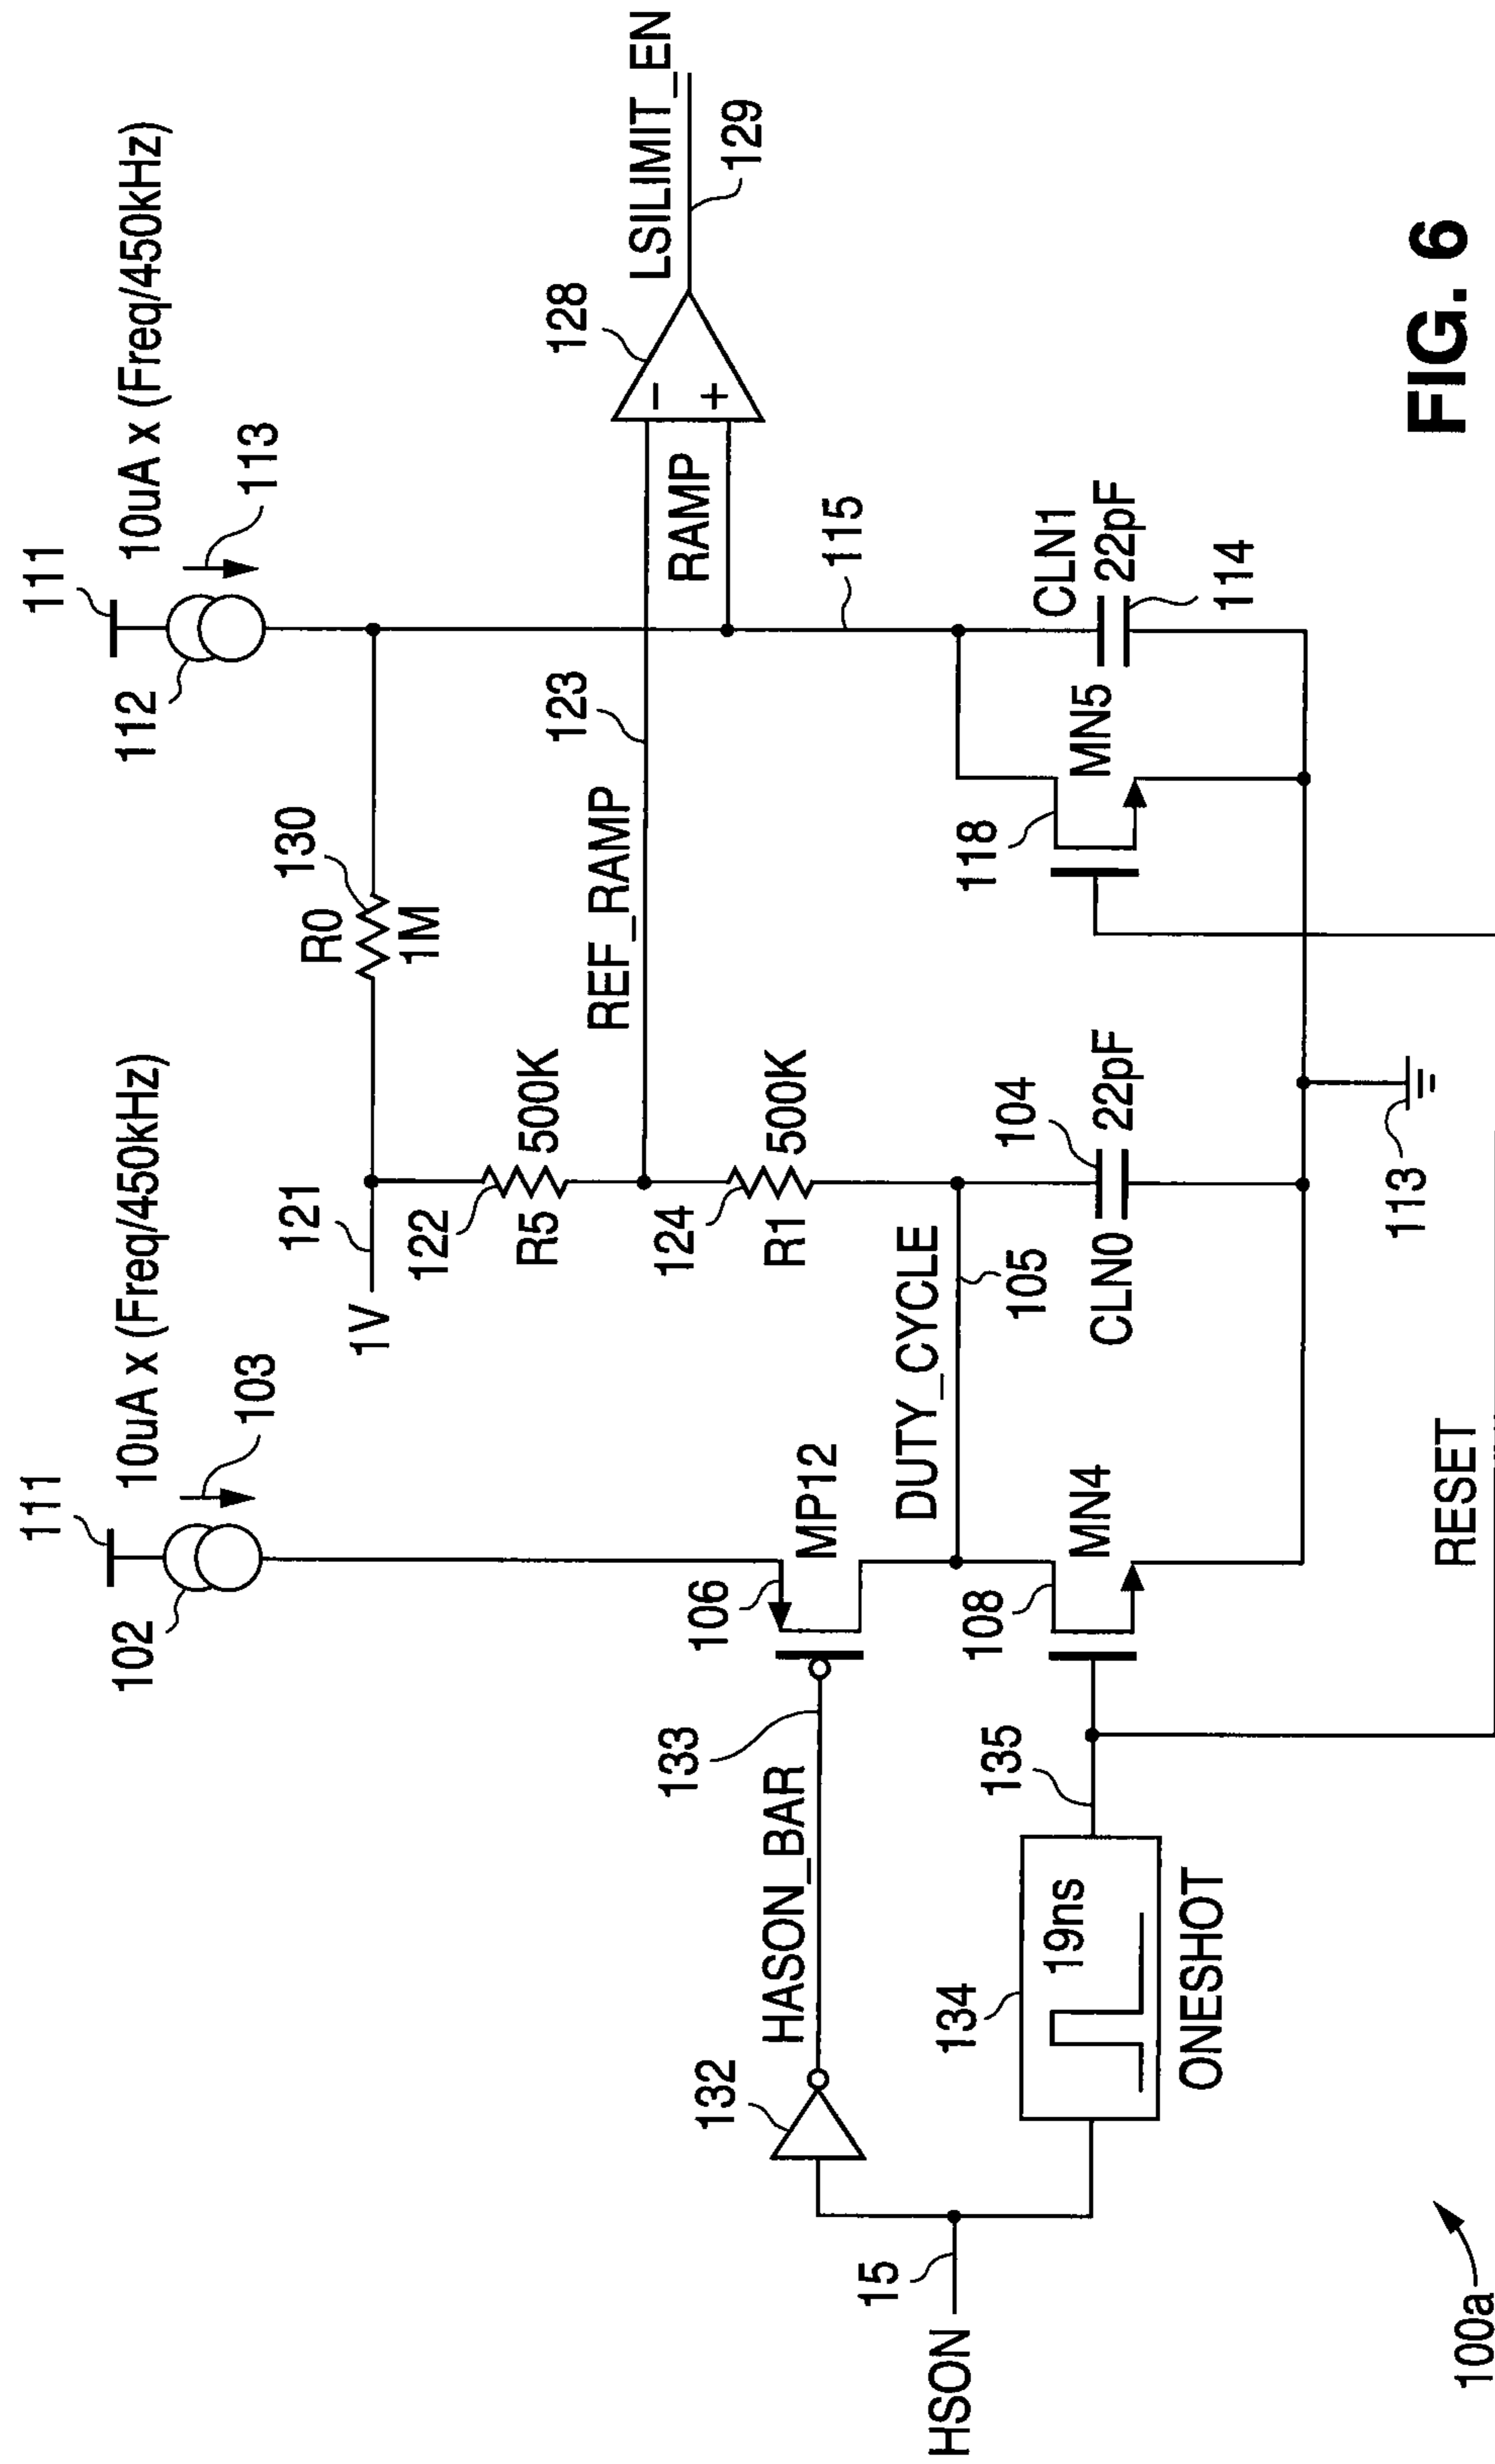 111
10uA x (Freq/450kHz)
102
103
111
10uA x (Freq/450kHz)
112
113
1V
121
R0
130
1M
122
R5
500K
REF_RAMP
123
128
−
+
LSILIMIT_EN
129
RAMP
124
R1
500K
115
HSON
15
132
HASON_BAR
133
106
MP12
DUTY_CYCLE
105
104
CLN0
22pF
118
MN5
CLN1
22pF
114
134
19ns
ONESHOT
135
108
MN4
113
RESET
100a
FIG. 6